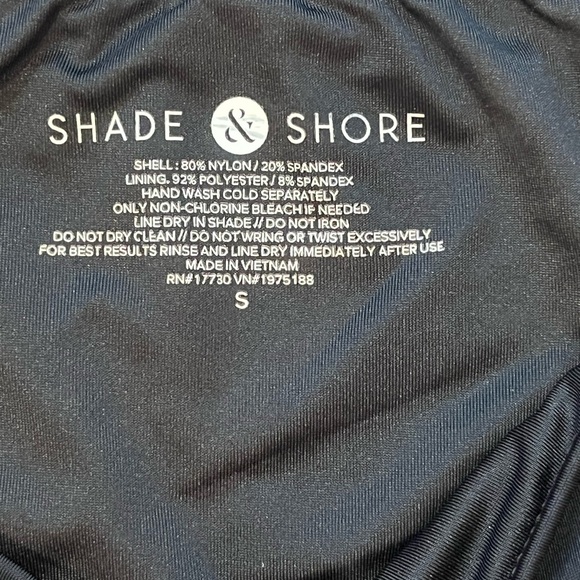 SHADE & SHORE
SHELL : 80% NYLON / 20% SPANDEX
LINING. 92% POLYESTER / 8% SPANDEX
HAND WASH COLD SEPARATELY
ONLY NON-CHLORINE BLEACH IF NEEDED
LINE DRY IN SHADE // DO NOT IRON
DO NOT DRY CLEAN // DO NOT WRING OR TWIST EXCESSIVELY
FOR BEST RESULTS RINSE AND LINE DRY IMMEDIATELY AFTER USE
MADE IN VIETNAM
RN#17730 VN#1975188
S